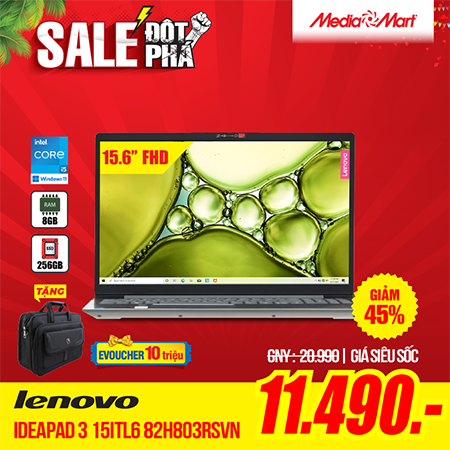 SALE ĐỘT PHÁ
MediaMart
intel
CORE i5
Windows 11
15.6" FHD
Lenovo
RAM
8GB
SSD
256GB
TẶNG
EVOUCHER 10 triệu
GIẢM
45%
GNY : 20.990 | GIÁ SIÊU SỐC
lenovo
11.490.-
IDEAPAD 3 15ITL6 82H803RSVN